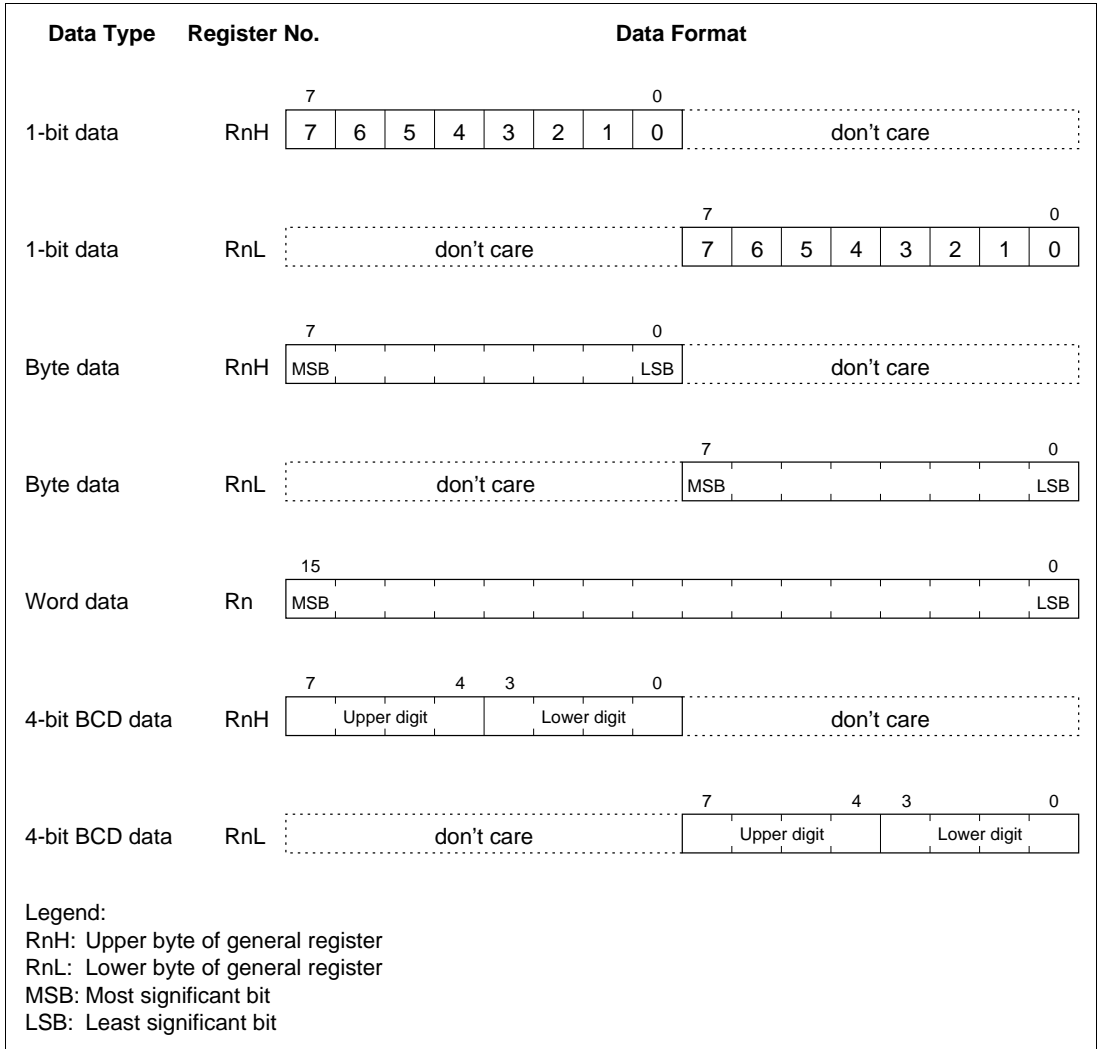 Data Type Register No. Data Format
7 0
1-bit data RnH 7 6 5 4 3 2 1 0 don't care
7 0
1-bit data RnL don't care 7 6 5 4 3 2 1 0
7 0
Byte data RnH MSB LSB don't care
7 0
Byte data RnL don't care MSB LSB
15 0
Word data Rn MSB LSB
7 4 3 0
4-bit BCD data RnH Upper digit Lower digit don't care
7 4 3 0
4-bit BCD data RnL don't care Upper digit Lower digit
Legend:
RnH: Upper byte of general register
RnL: Lower byte of general register
MSB: Most significant bit
LSB: Least significant bit